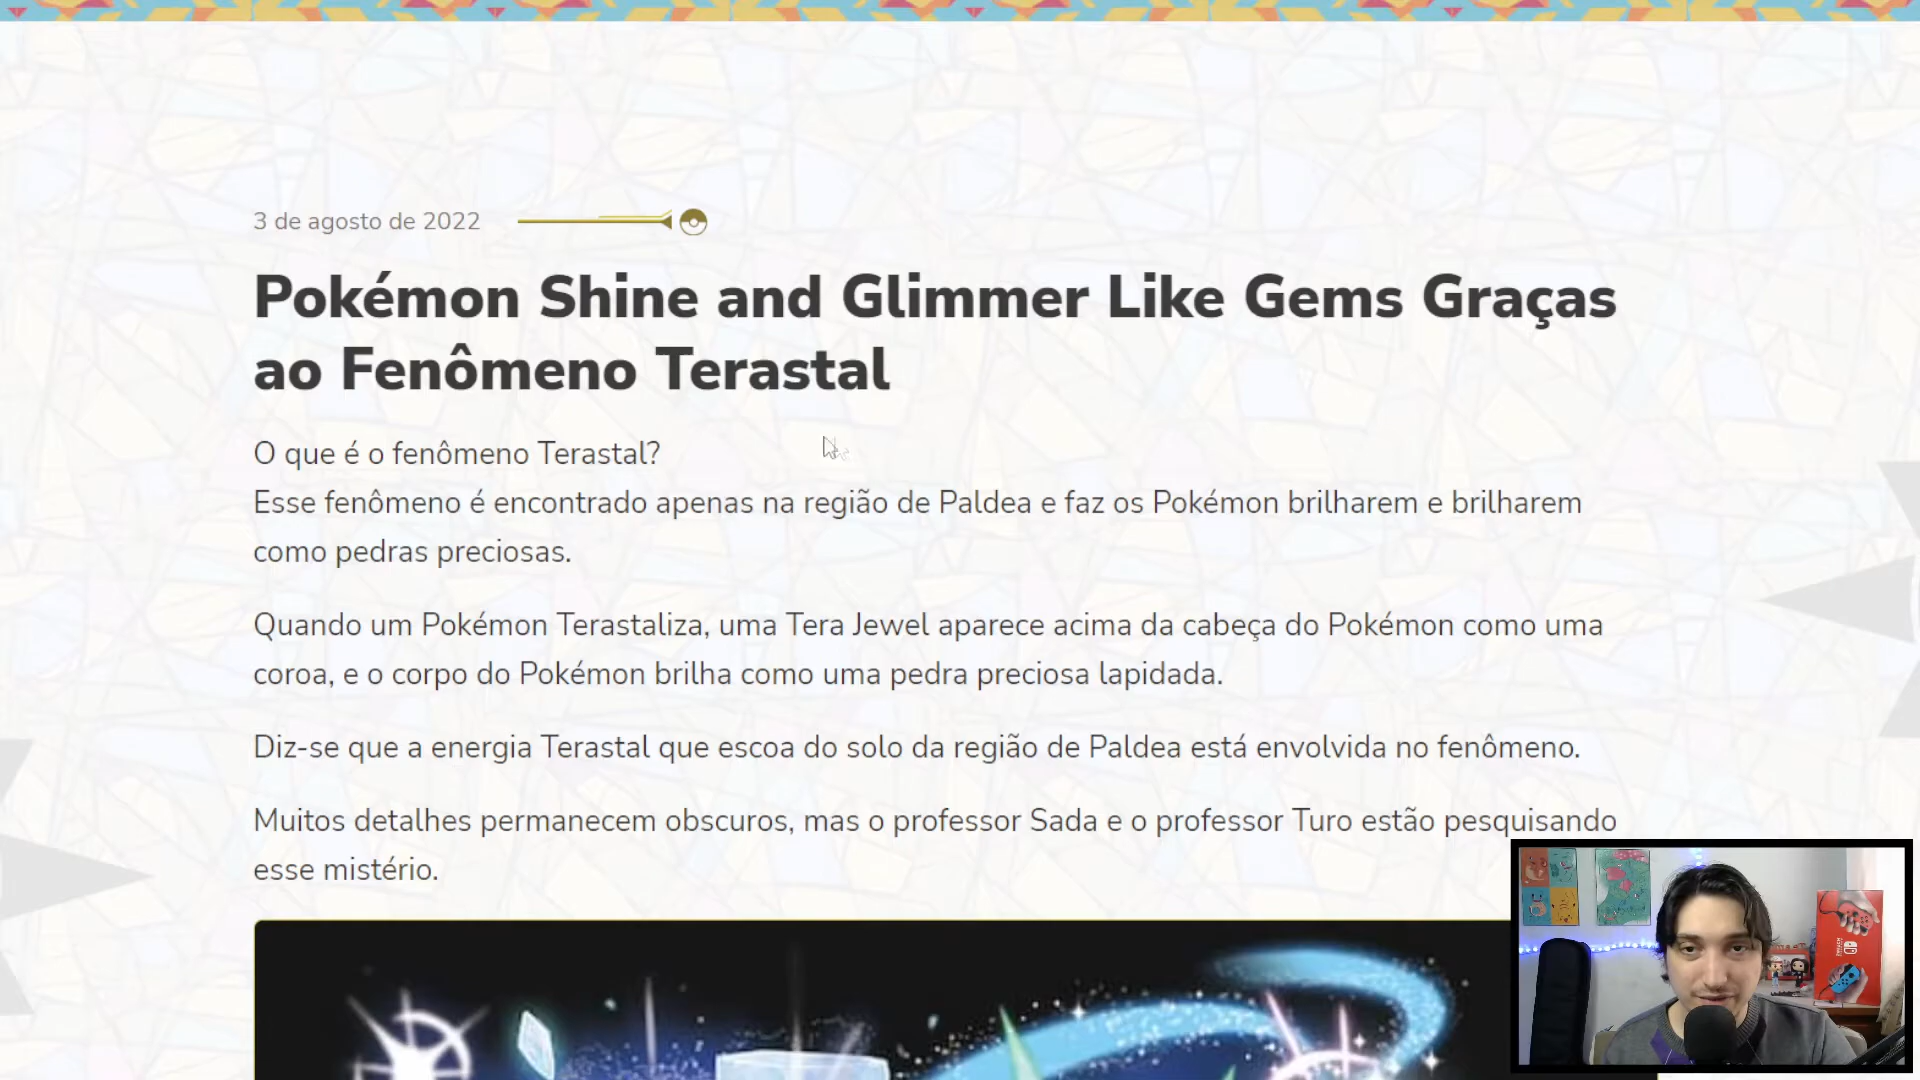 3 de agosto de 2022
Pokémon Shine and Glimmer Like Gems Graças
ao Fenômeno Terastal
O que é o fenômeno Terastal?
Esse fenômeno é encontrado apenas na região de Paldea e faz os Pokémon brilharem e brilharem
como pedras preciosas.
Quando um Pokémon Terastaliza, uma Tera Jewel aparece acima da cabeça do Pokémon como uma
coroa, e o corpo do Pokémon brilha como uma pedra preciosa lapidada.
Diz-se que a energia Terastal que escoa do solo da região de Paldea está envolvida no fenômeno.
Muitos detalhes permanecem obscuros, mas o professor Sada e o professor Turo estão pesquisando
esse mistério.